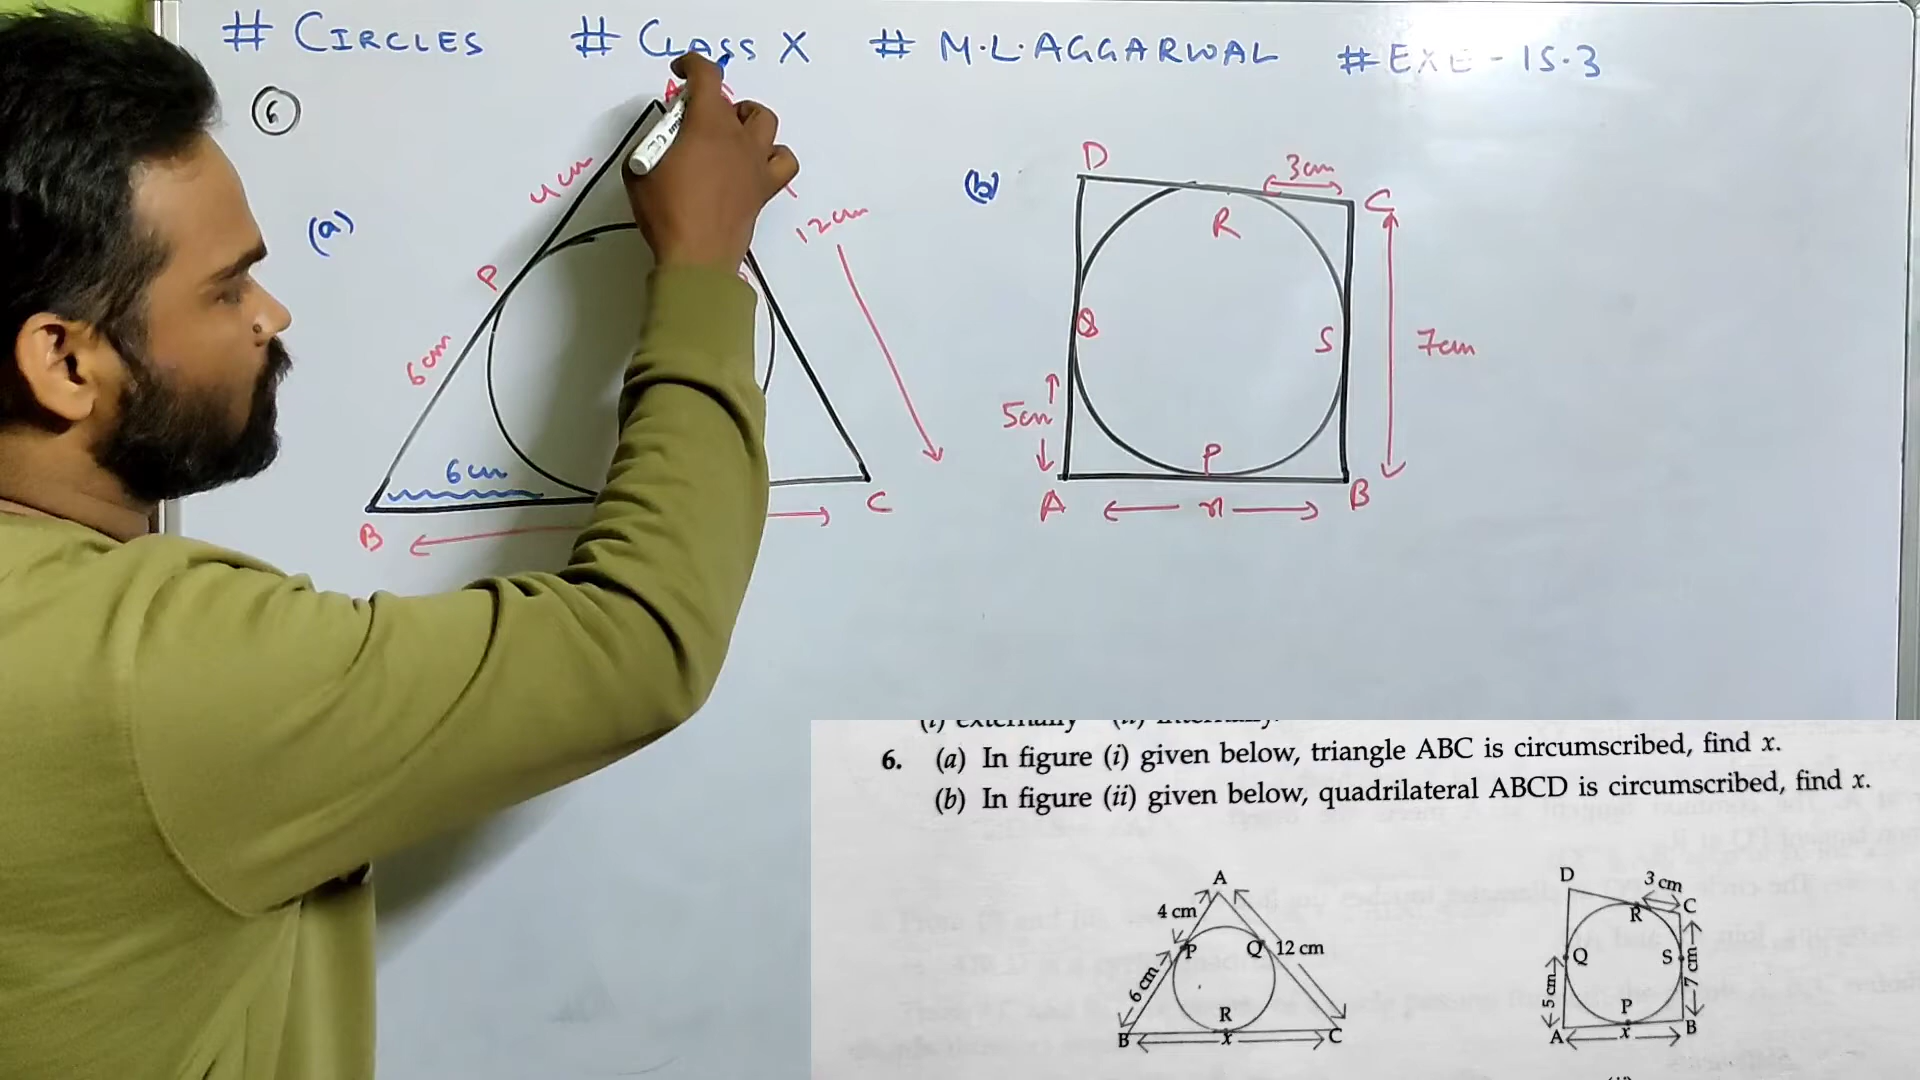 # CIRCLES # CLASS X # M.L.AGGARWAL # EXE-15.3
6
(a)
A
4cm
P
6cm
12cm
6cm
B
C
(b)
D
3cm
C
R
Q
S
7cm
5cm
P
A
x
B
6. (a) In figure (i) given below, triangle ABC is circumscribed, find x.
(b) In figure (ii) given below, quadrilateral ABCD is circumscribed, find x.
A
4 cm
P
Q
12 cm
6 cm
R
B
x
C
D
3 cm
R
C
Q
S
7 cm
5 cm
P
A
x
B